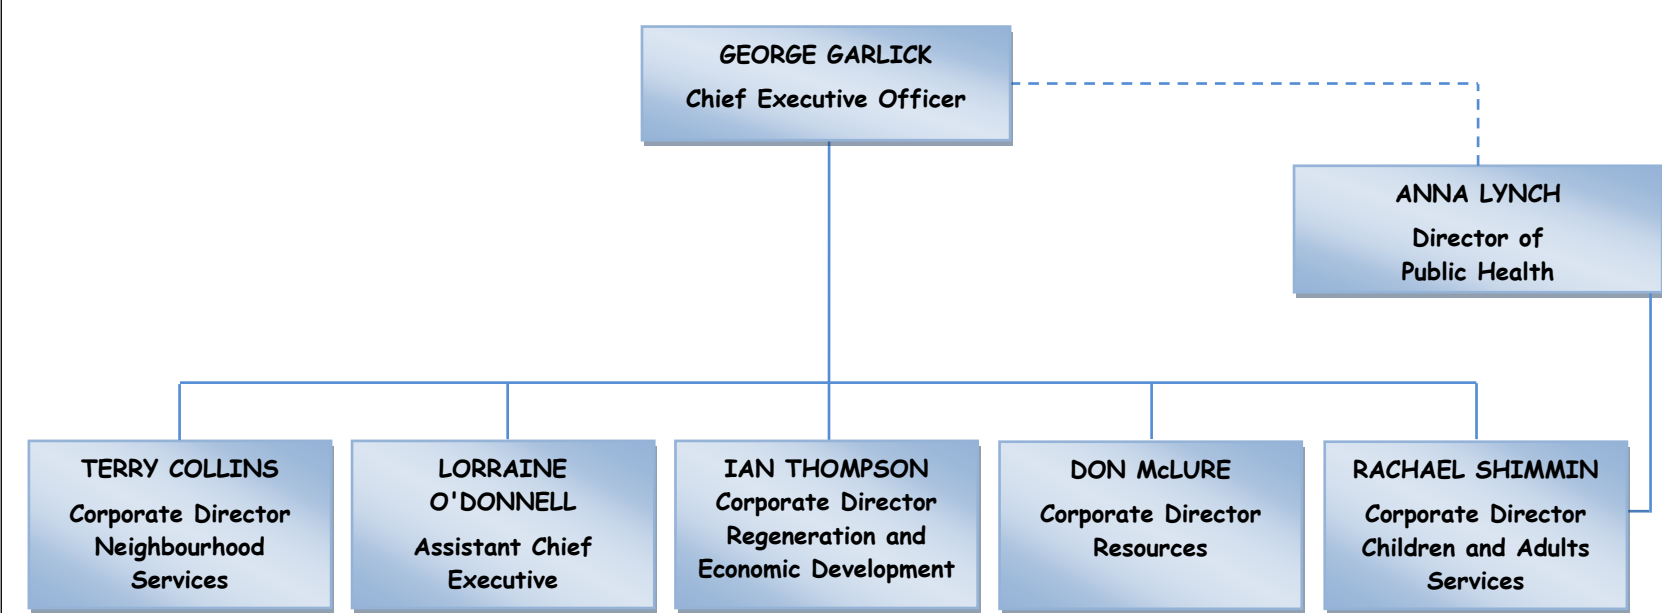 GEORGE GARLICK
Chief Executive Officer
ANNA LYNCH
Director of
Public Health
TERRY COLLINS
Corporate Director
Neighbourhood
Services
LORRAINE
O'DONNELL
Assistant Chief
Executive
IAN THOMPSON
Corporate Director
Regeneration and
Economic Development
DON McLURE
Corporate Director
Resources
RACHAEL SHIMMIN
Corporate Director
Children and Adults
Services